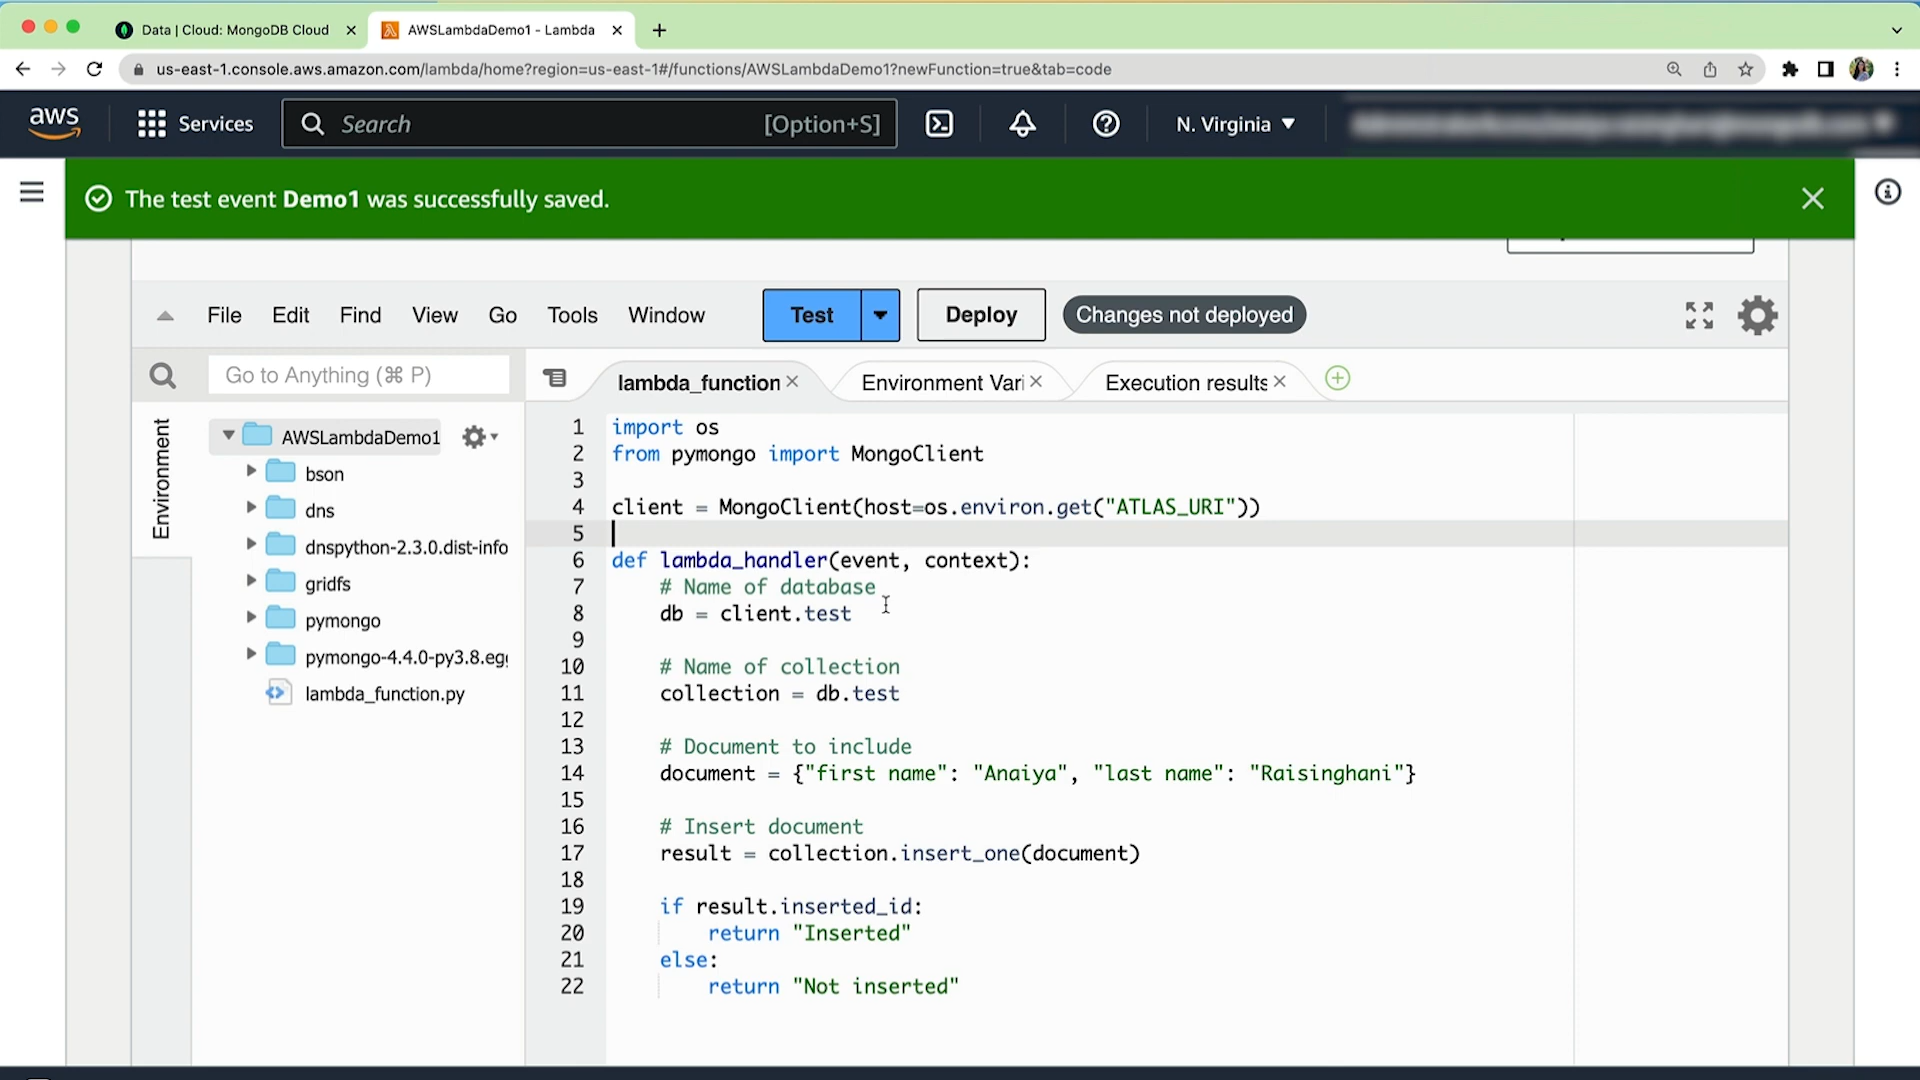 Data | Cloud: MongoDB Cloud
AWSLambdaDemo1 - Lambda
us-east-1.console.aws.amazon.com/lambda/home?region=us-east-1#/functions/AWSLambdaDemo1?newFunction=true&tab=code
aws
Services
Search
[Option+S]
N. Virginia
The test event Demo1 was successfully saved.
File Edit Find View Go Tools Window
Test
Deploy
Changes not deployed
Go to Anything (⌘ P)
lambda_function
Environment Vari
Execution results
Environment
AWSLambdaDemo1
bson
dns
dnspython-2.3.0.dist-info
gridfs
pymongo
pymongo-4.4.0-py3.8.egg
lambda_function.py
1 import os
2 from pymongo import MongoClient
3
4 client = MongoClient(host=os.environ.get("ATLAS_URI"))
5
6 def lambda_handler(event, context):
7 # Name of database
8 db = client.test
9
10 # Name of collection
11 collection = db.test
12
13 # Document to include
14 document = {"first name": "Anaiya", "last name": "Raisinghani"}
15
16 # Insert document
17 result = collection.insert_one(document)
18
19 if result.inserted_id:
20 return "Inserted"
21 else:
22 return "Not inserted"